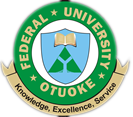 FEDERAL UNIVERSITY
OTUOKE
Knowledge, Excellence, Service